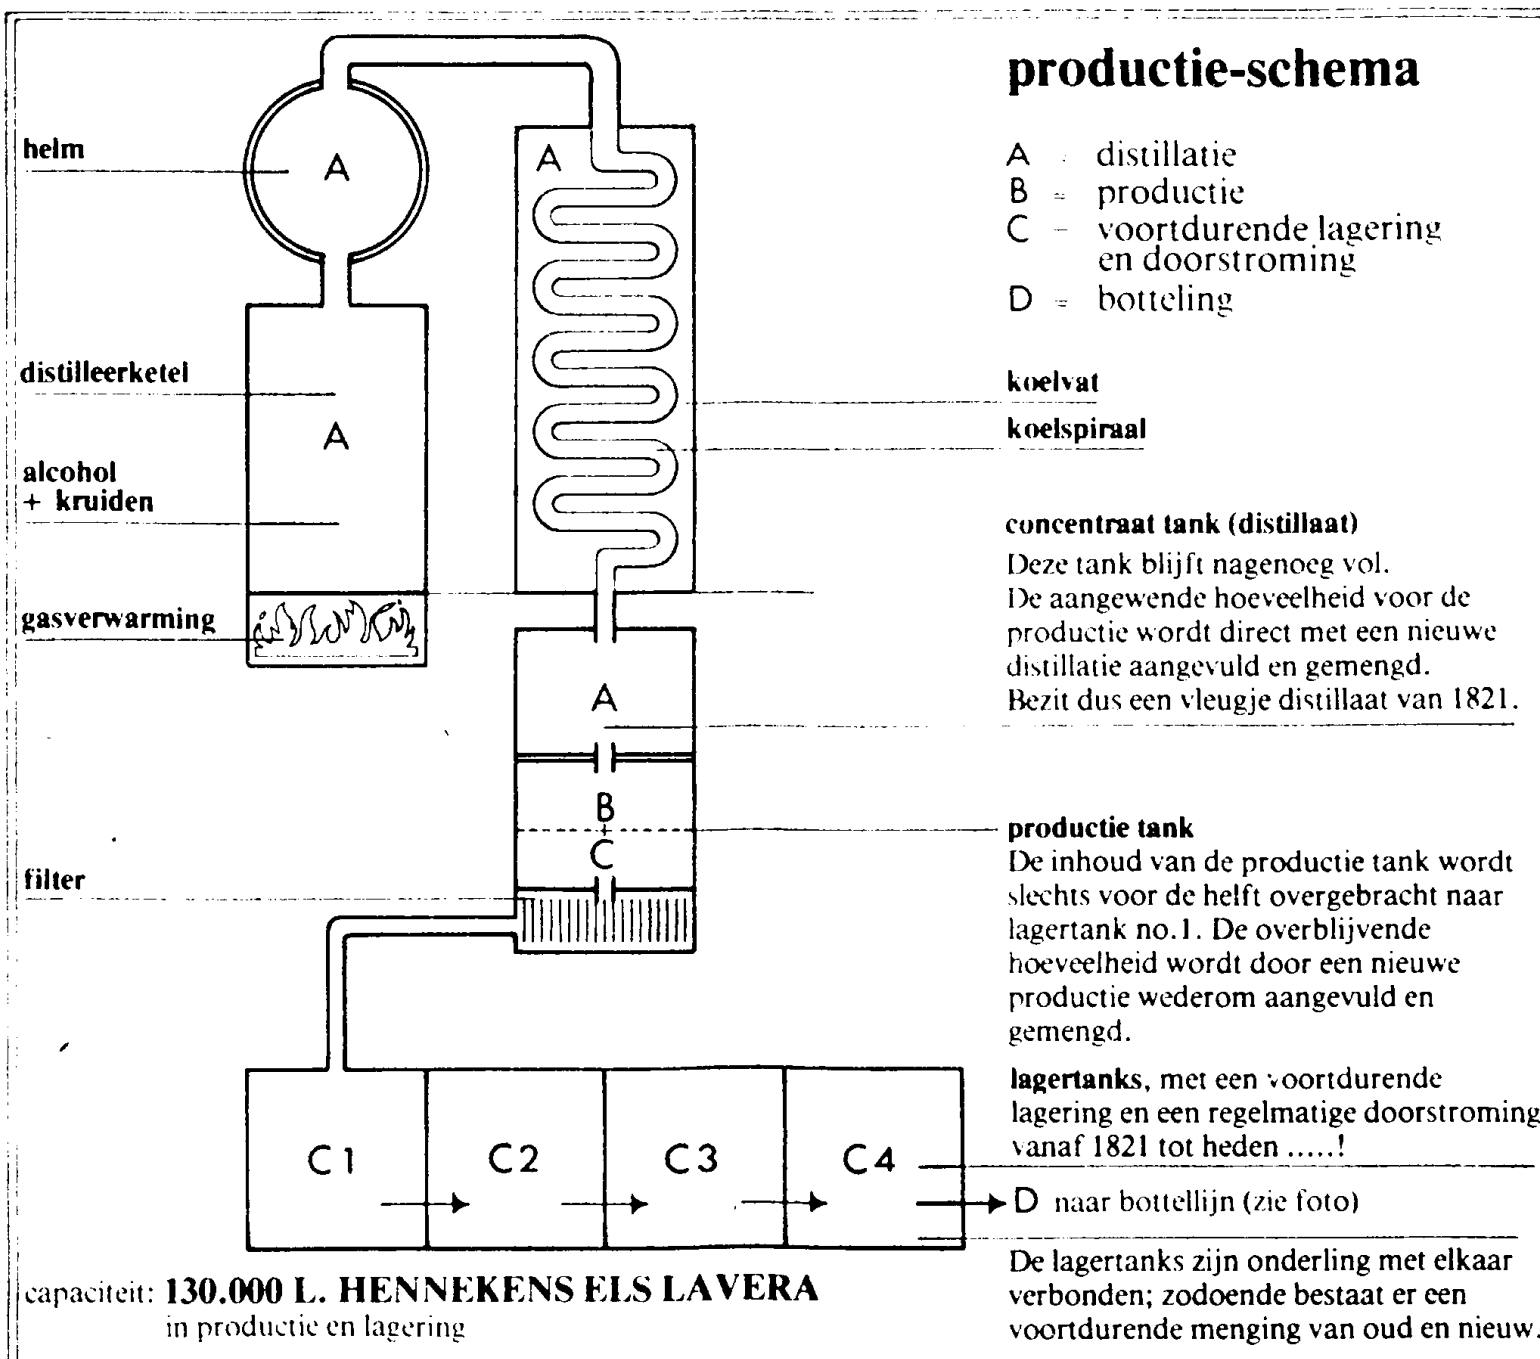 productie-schema
A = distillatie
B = productie
C = voortdurende lagering
en doorstroming
D = botteling
helm
A
A
distilleerketel
A
alcohol
+ kruiden
gasverwarming
koelvat
koelspiraal
concentraat tank (distillaat)
Deze tank blijft nagenoeg vol.
De aangewende hoeveelheid voor de
productie wordt direct met een nieuwe
distillatie aangevuld en gemengd.
Bezit dus een vleugje distillaat van 1821.
A
B
+
C
filter
productie tank
De inhoud van de productie tank wordt
slechts voor de helft overgebracht naar
lagertank no.1. De overblijvende
hoeveelheid wordt door een nieuwe
productie wederom aangevuld en
gemengd.
lagertanks, met een voortdurende
lagering en een regelmatige doorstroming
vanaf 1821 tot heden .....!
C1 C2 C3 C4
D naar bottellijn (zie foto)
De lagertanks zijn onderling met elkaar
verbonden; zodoende bestaat er een
voortdurende menging van oud en nieuw.
capaciteit: 130.000 L. HENNEKENS ELS LAVERA
in productie en lagering